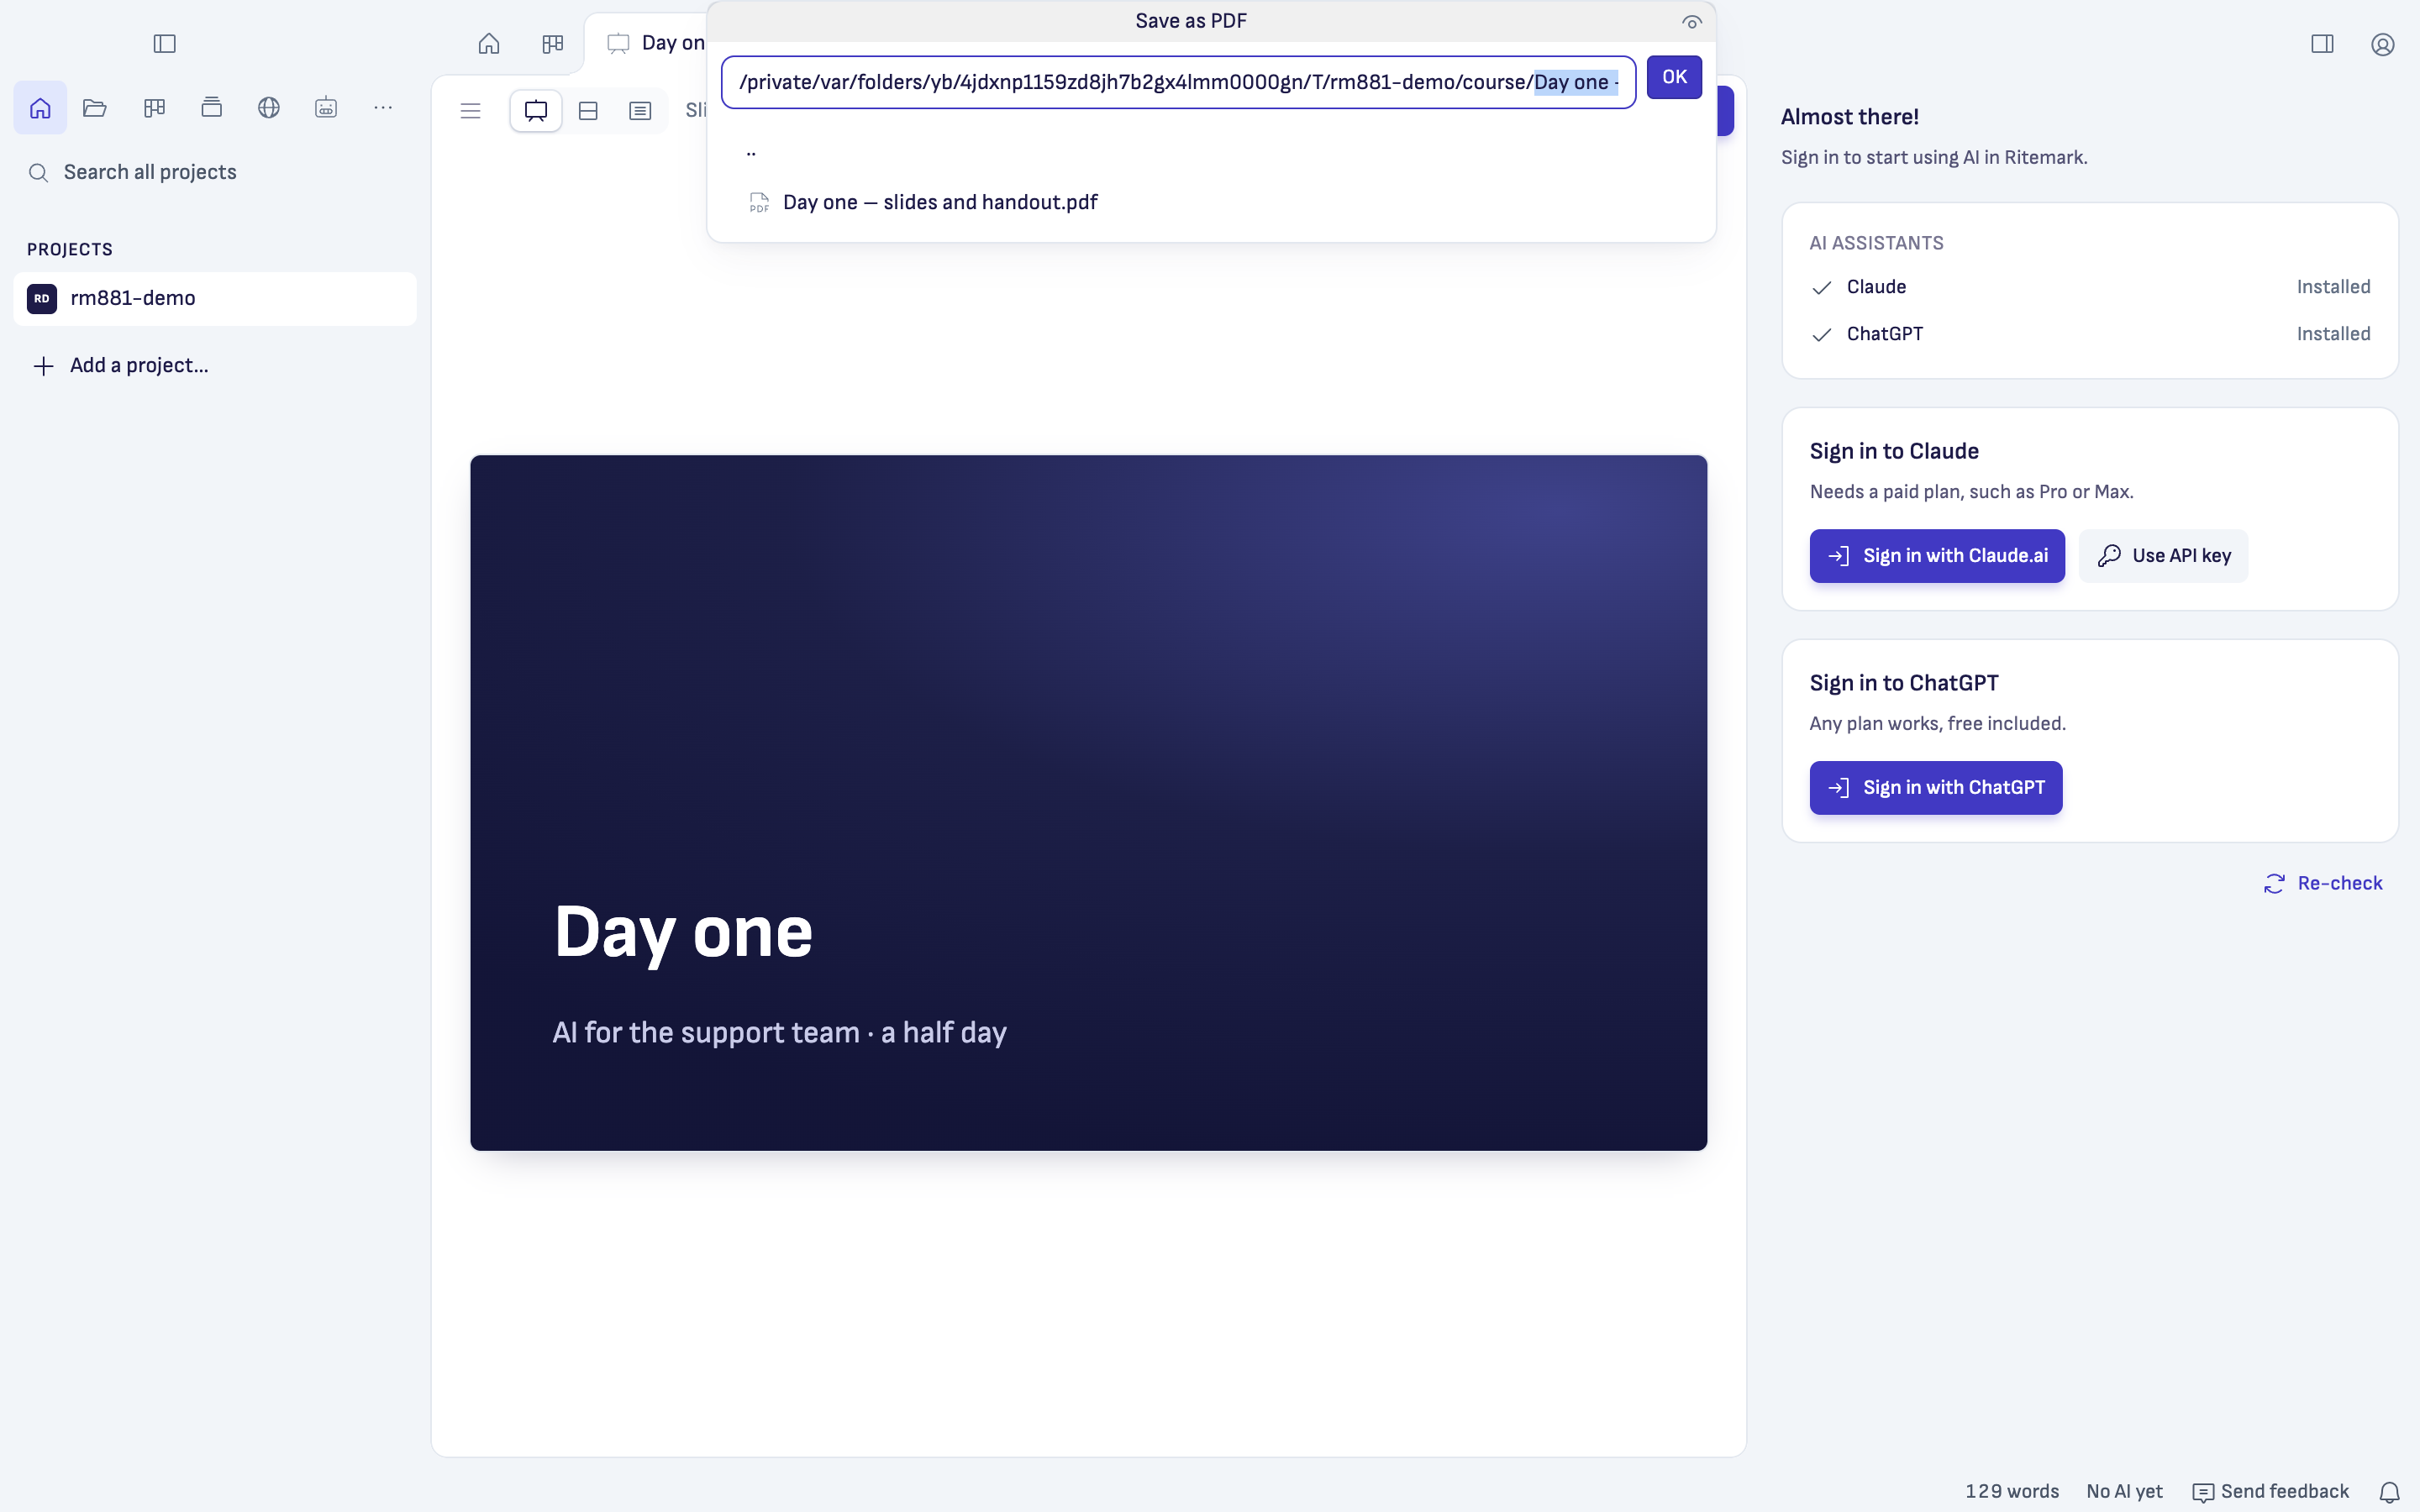 Save as PDF
Day on
/private/var/folders/yb/4jdxnp1159zd8jh7b2gx4lmm0000gn/T/rm881-demo/course/Day one -
OK
..
Day one – slides and handout.pdf
Sli
Search all projects
PROJECTS
RD rm881-demo
Add a project...
Day one
AI for the support team · a half day
Almost there!
Sign in to start using AI in Ritemark.
AI ASSISTANTS
Claude Installed
ChatGPT Installed
Sign in to Claude
Needs a paid plan, such as Pro or Max.
Sign in with Claude.ai Use API key
Sign in to ChatGPT
Any plan works, free included.
Sign in with ChatGPT
Re-check
129 words No AI yet Send feedback